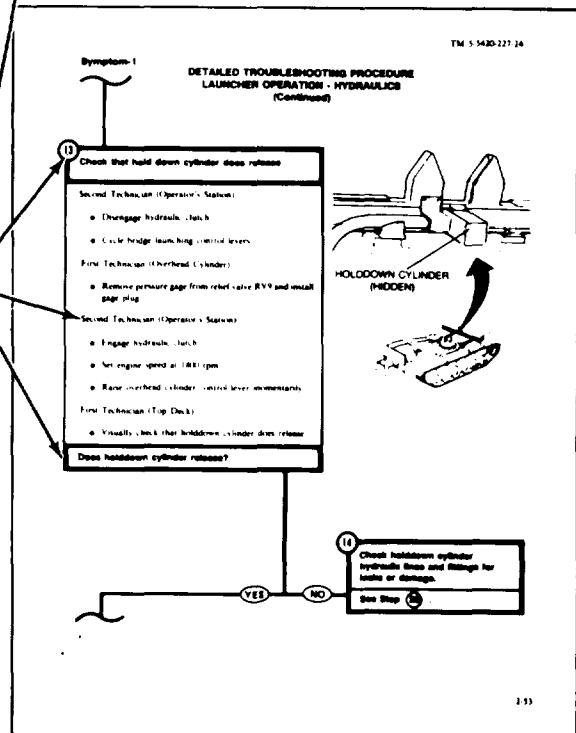 TM 5-5420-227-24
Symptom-1
DETAILED TROUBLESHOOTING PROCEDURE
LAUNCHER OPERATION - HYDRAULICS
(Continued)
13
Check that hold down cylinder does release
Second Technician (Operator's Station)
Disengage hydraulic clutch
Cycle bridge launching control levers
First Technician (Overhead Cylinder)
Remove pressure gage from relief valve RV9 and install
gage plug
Second Technician (Operator's Station)
Engage hydraulic clutch
Set engine speed at 1800 rpm
Raise overhead cylinder control lever momentarily
First Technician (Top Deck)
Visually check that holddown cylinder does release
Does holddown cylinder release?
HOLDDOWN CYLINDER
(HIDDEN)
YES
NO
14
Check holddown cylinder
hydraulic lines and fittings for
leaks or damage.
See Step
2-53